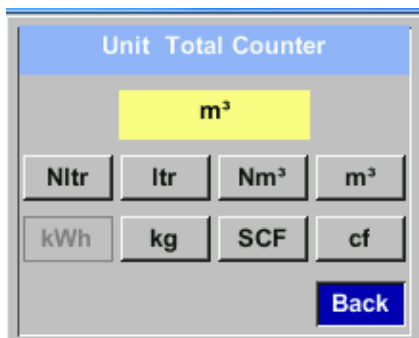 Unit Total Counter
m³
Nltr ltr Nm³ m³
kWh kg SCF cf
Back